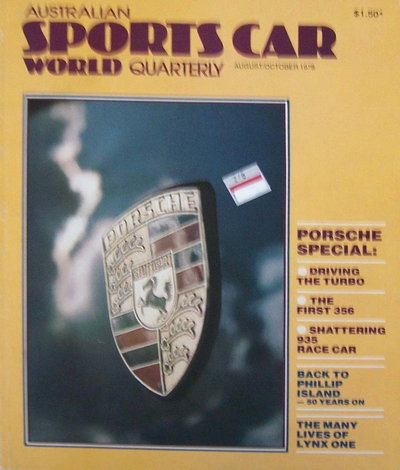 AUSTRALIAN
$1.50*
SPORTS CAR
WORLD QUARTERLY
AUGUST/OCTOBER 1978
PORSCHE
STUTTGART
PORSCHE
SPECIAL:
DRIVING
THE TURBO
THE
FIRST 356
SHATTERING
935
RACE CAR
BACK TO
PHILLIP
ISLAND
— 50 YEARS ON
THE MANY
LIVES OF
LYNX ONE